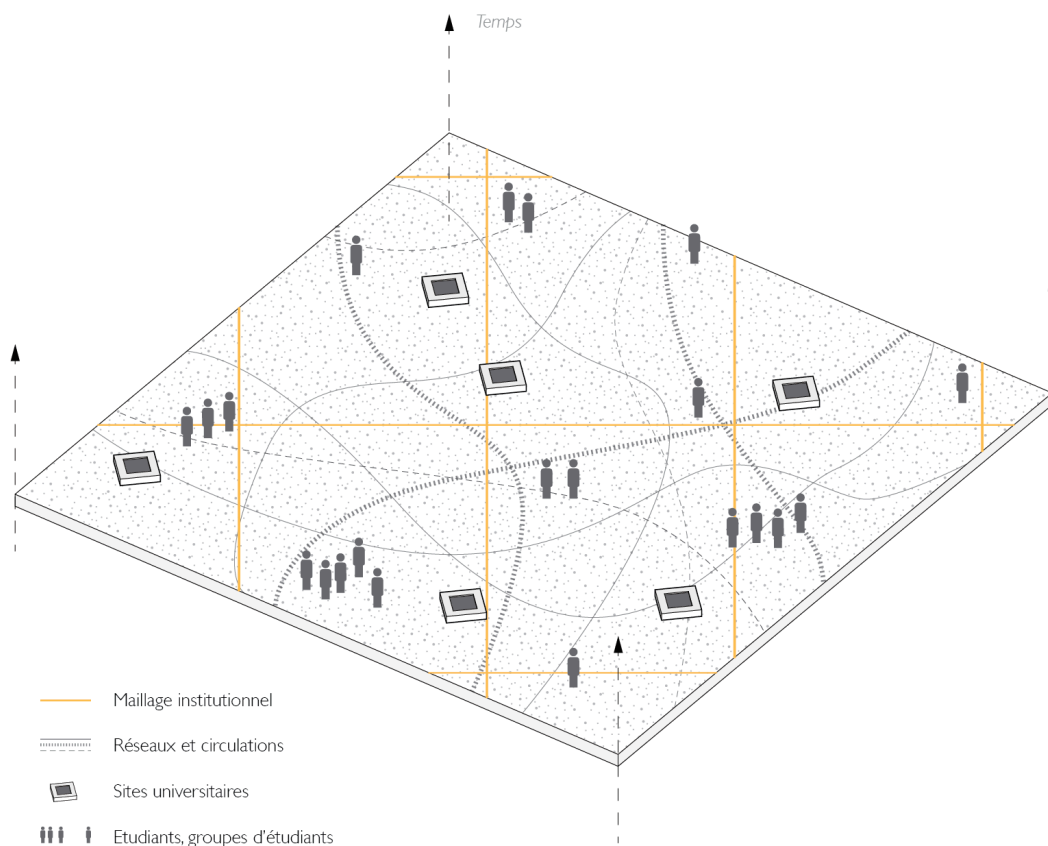 Temps
Maillage institutionnel
Réseaux et circulations
Sites universitaires
Etudiants, groupes d'étudiants